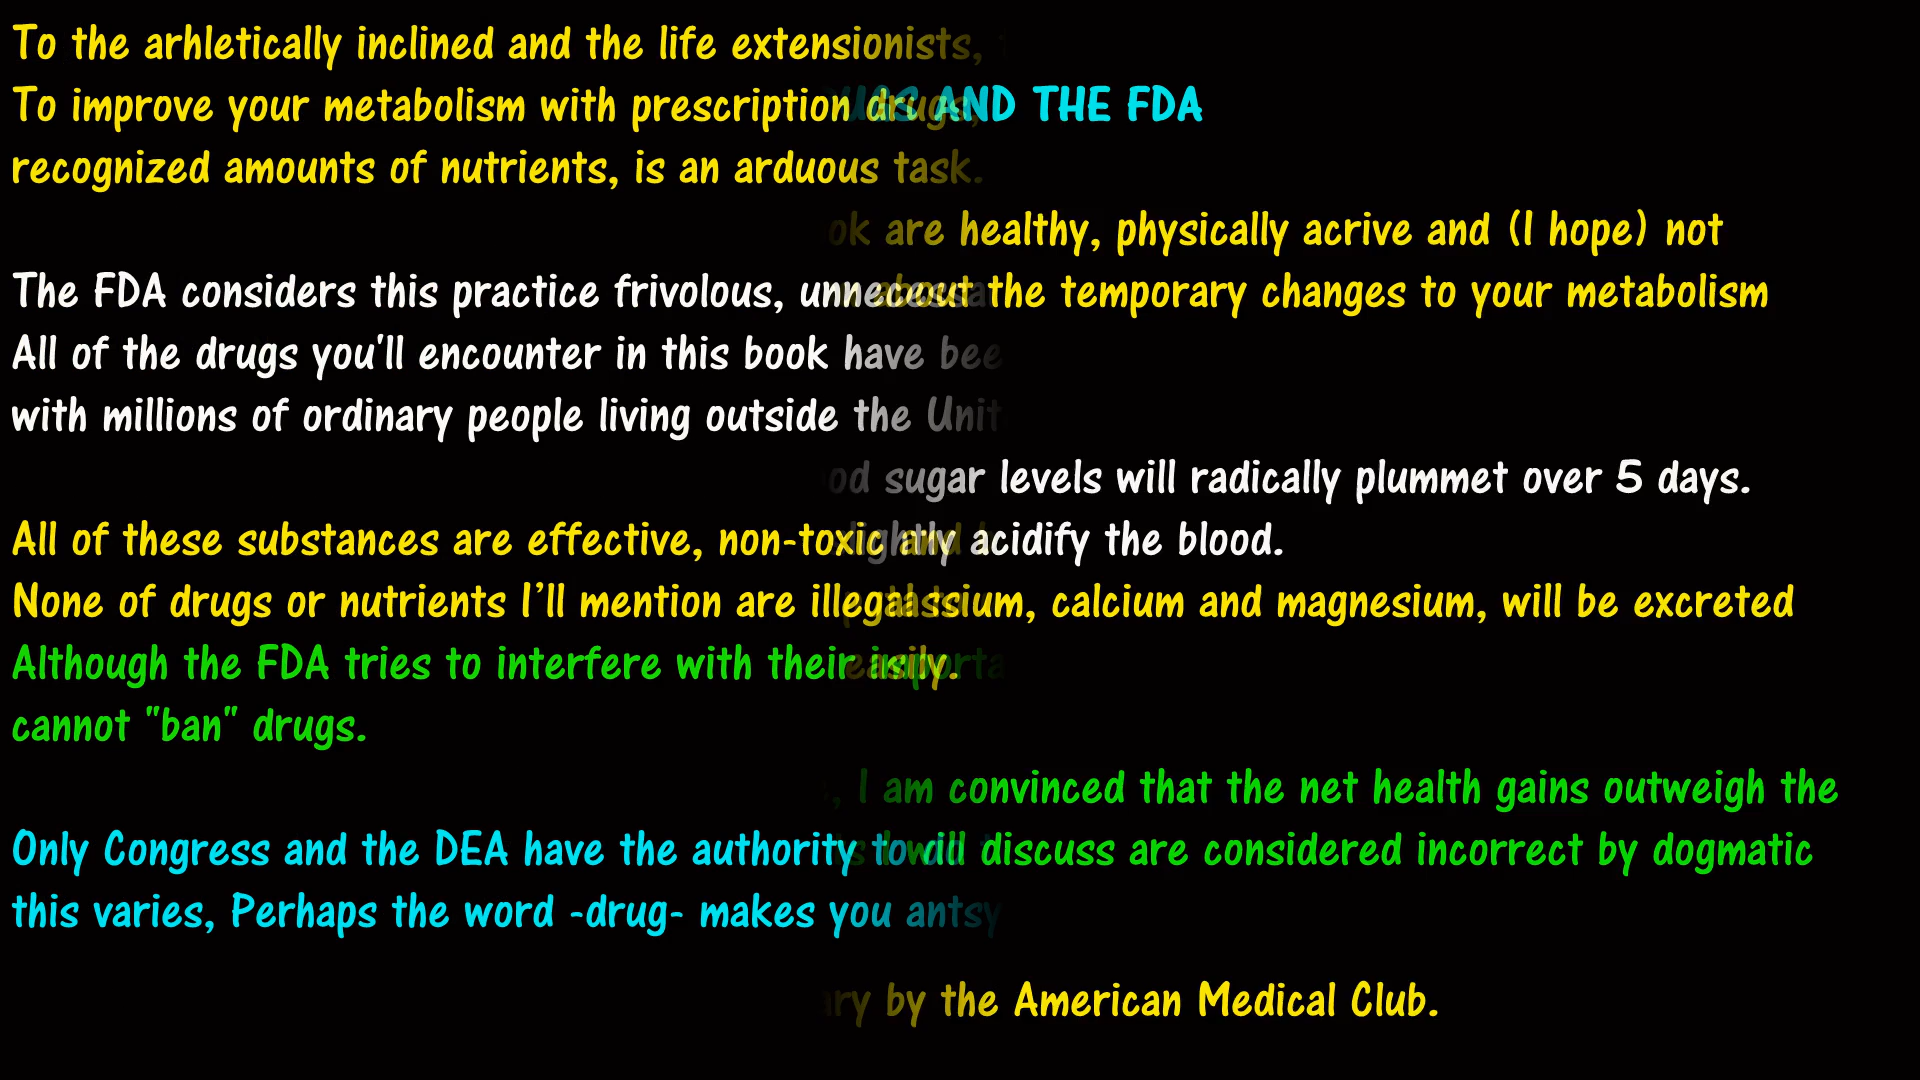 To the arhletically inclined and the life extensionists,
To improve your metabolism with prescription drugs, AND THE FDA
recognized amounts of nutrients, is an arduous task.
are healthy, physically acrive and (I hope) not
The FDA considers this practice frivolous, the temporary changes to your metabolism
All of the drugs you'll encounter in this book have
with millions of ordinary people living outside the
sugar levels will radically plummet over 5 days.
All of these substances are effective, non-toxic acidify the blood.
None of drugs or nutrients I’ll mention are calcium and magnesium, will be excreted
Although the FDA tries to interfere with their easily.
cannot "ban" drugs.
I am convinced that the net health gains outweigh the
Only Congress and the DEA have the authority to will discuss are considered incorrect by dogmatic
this varies, Perhaps the word -drug- makes you antsy
by the American Medical Club.